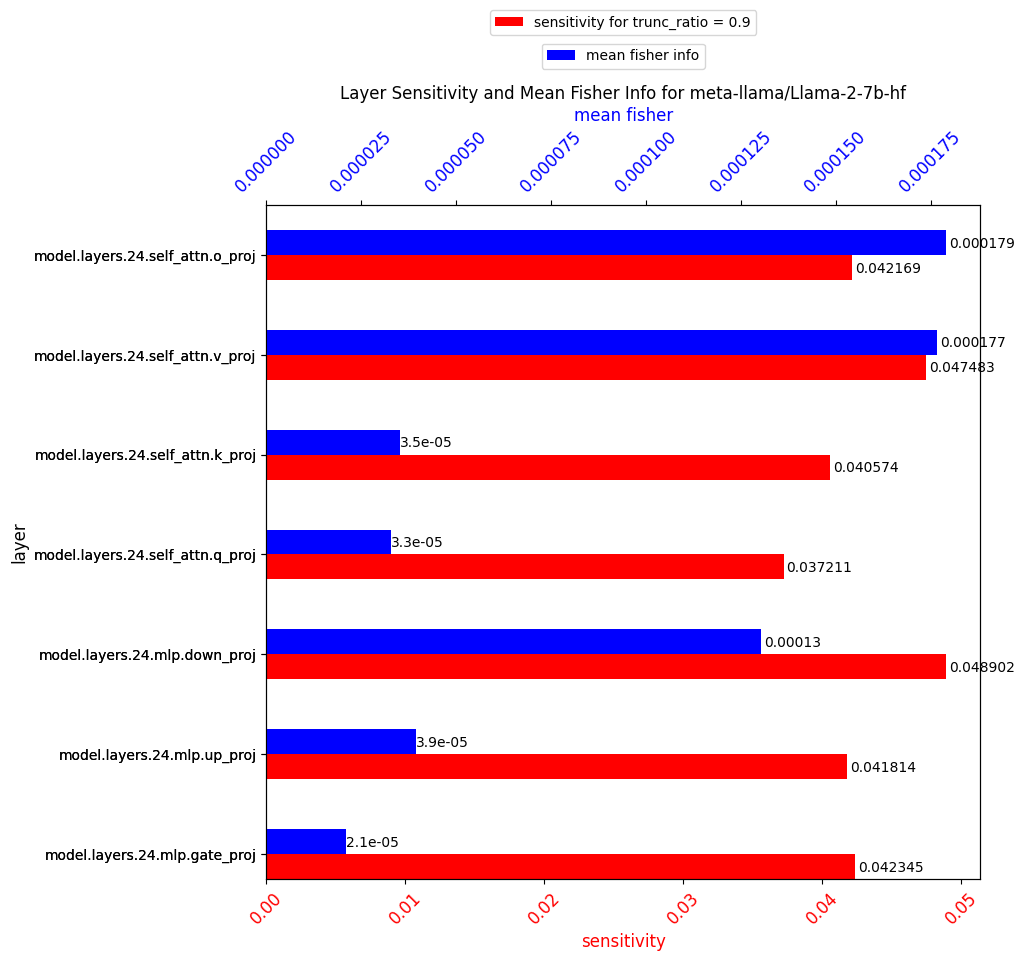 sensitivity for trunc_ratio = 0.9
mean fisher info
Layer Sensitivity and Mean Fisher Info for meta-llama/Llama-2-7b-hf
mean fisher
0.000000 0.000025 0.000050 0.000075 0.000100 0.000125 0.000150 0.000175
0.000179
model.layers.24.self_attn.o_proj
0.042169
0.000177
model.layers.24.self_attn.v_proj
0.047483
3.5e-05
model.layers.24.self_attn.k_proj
0.040574
layer
3.3e-05
model.layers.24.self_attn.q_proj
0.037211
0.00013
model.layers.24.mlp.down_proj
0.048902
3.9e-05
model.layers.24.mlp.up_proj
0.041814
2.1e-05
model.layers.24.mlp.gate_proj
0.042345
0.00 0.01 0.02 0.03 0.04 0.05
sensitivity